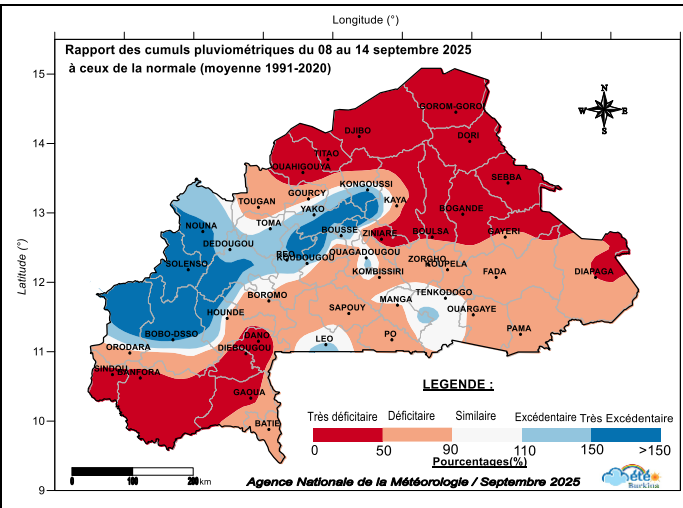 Longitude (°)
Rapport des cumuls pluviométriques du 08 au 14 septembre 2025
à ceux de la normale (moyenne 1991-2020)
15
14
13
12
11
10
9
Latitude (°)
N
W E
S
GOROM-GORO
DJIBO
DORI
TITAO
OUAHIGOUYA
SEBBA
KONGOUSSI
GOURCY
TOUGAN
KAYA
YAKO
BOGANDE
TOMA
NOUNA
BOUSSE
ZINIARE
BOULSA
GAYERI
DEDOUGOU
REO
KOUDOUGOU
OUAGADOUGOU
ZORGHO
SOLENSO
KOMBISSIRI
KOUPELA
FADA
DIAPAGA
BOROMO
TENKODOGO
MANGA
HOUNDE
SAPOUY
OUARGAYE
BOBO-DSSO
DANO
LEO
PO
PAMA
ORODARA
DIEBOUGOU
SINDOU
BANFORA
GAOUA
BATIE
LEGENDE :
Très déficitaire Déficitaire Similaire Excédentaire Très Excédentaire
0 50 90 110 150 >150
Pourcentages(%)
0 100 200 km
Agence Nationale de la Météorologie / Septembre 2025
Météo
Burkina